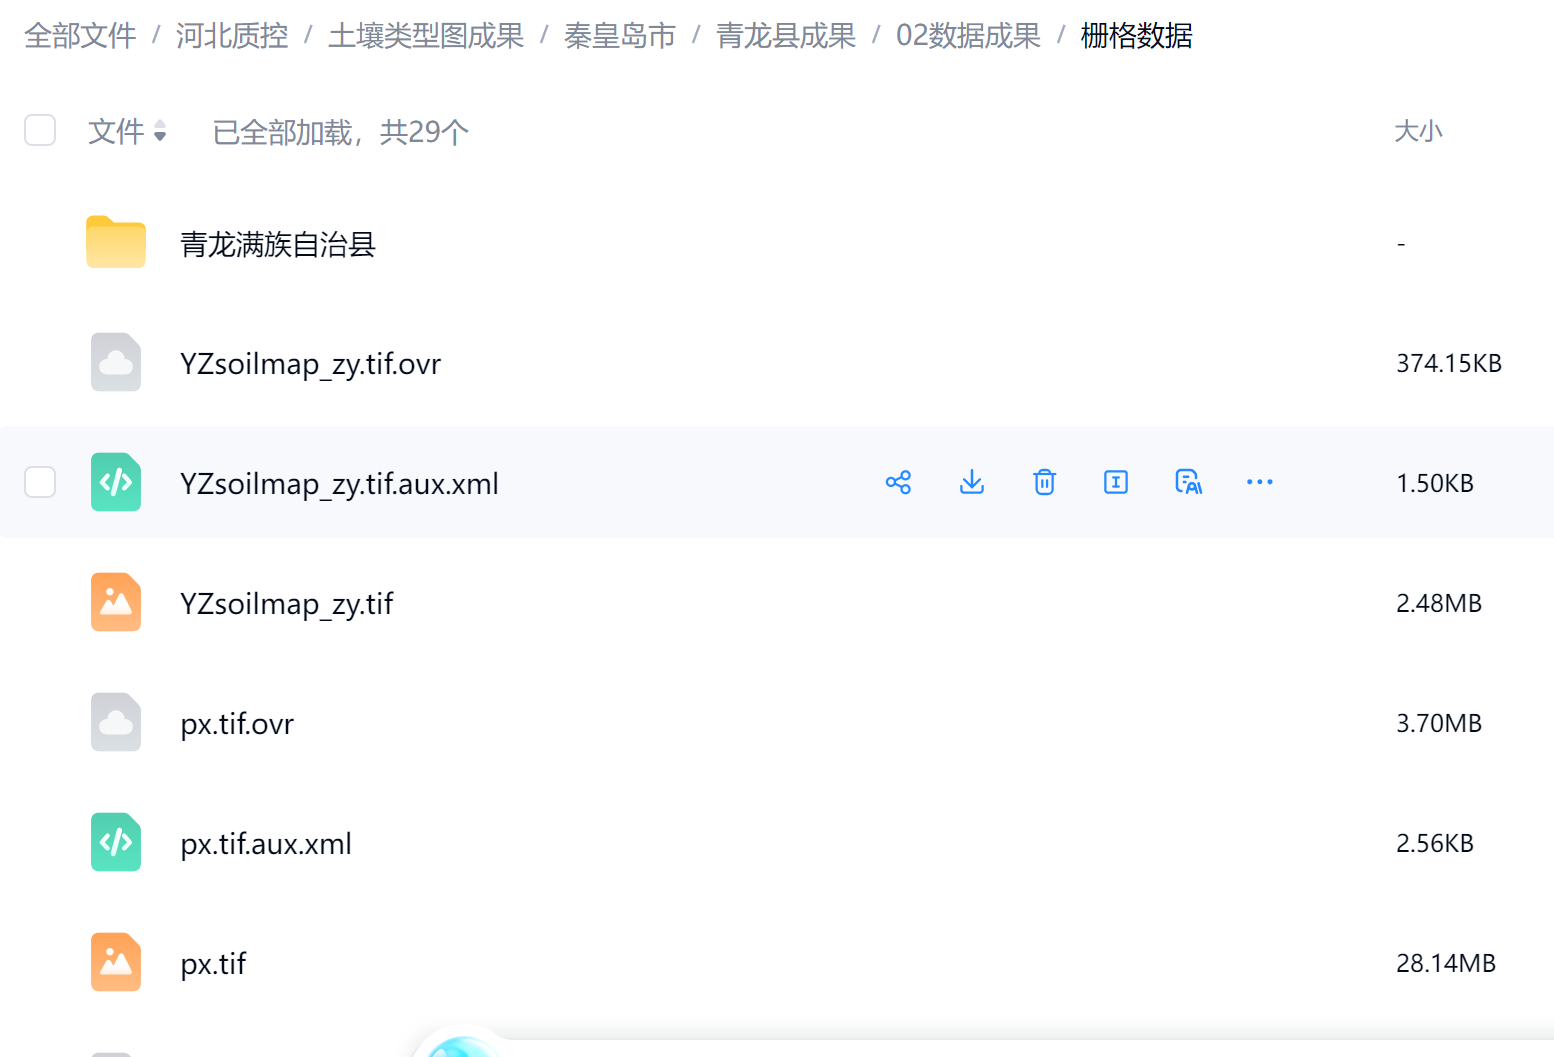 全部文件 / 河北质控 / 土壤类型图成果 / 秦皇岛市 / 青龙县成果 / 02数据成果 / 栅格数据
文件 已全部加载，共29个 大小
青龙满族自治县 -
YZsoilmap_zy.tif.ovr 374.15KB
YZsoilmap_zy.tif.aux.xml 1.50KB
YZsoilmap_zy.tif 2.48MB
px.tif.ovr 3.70MB
px.tif.aux.xml 2.56KB
px.tif 28.14MB